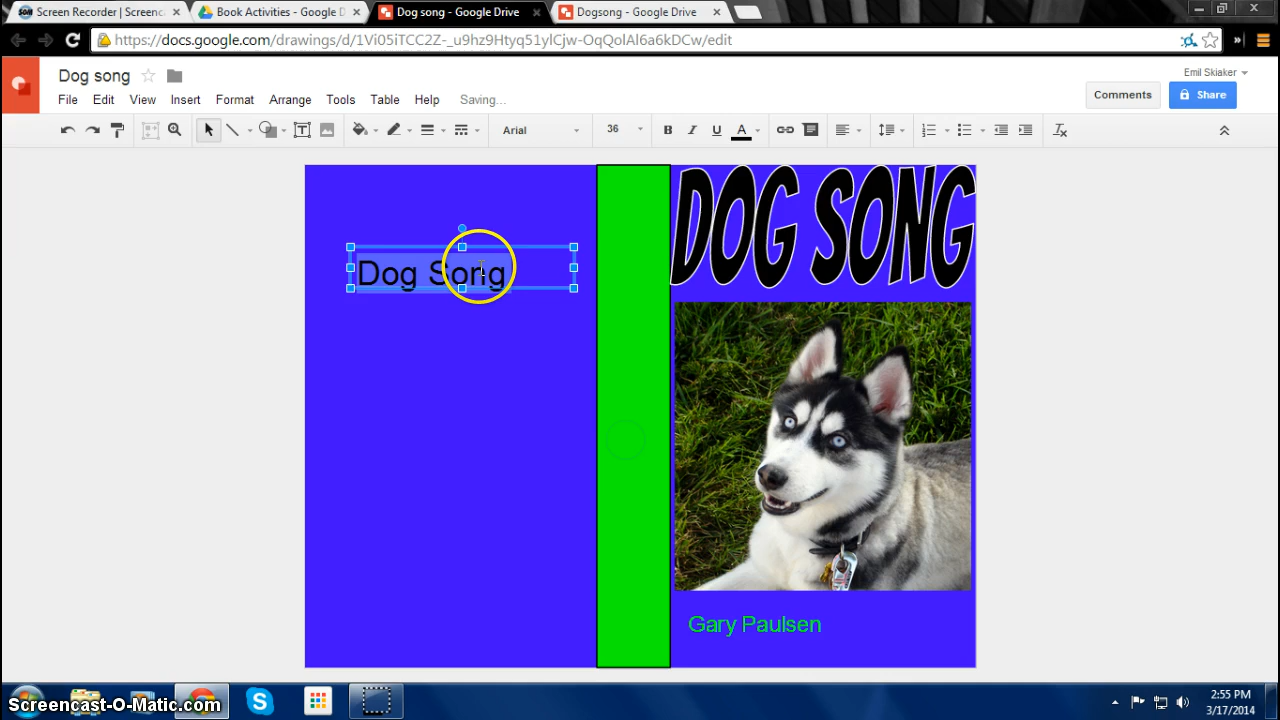 Screen Recorder | Screenc
Book Activities - Google D
Dog song - Google Drive
Dogsong - Google Drive
https://docs.google.com/drawings/d/1Vi05iTCC2Z-_u9hz9Htyq51ylCjw-OqQolAl6a6kDCw/edit
Dog song
Emil Skiaker
File Edit View Insert Format Arrange Tools Table Help Saving...
Comments
Share
Arial 36 B I U A
DOG SONG
Dog Song
Gary Paulsen
Screencast-O-Matic.com
2:55 PM
3/17/2014